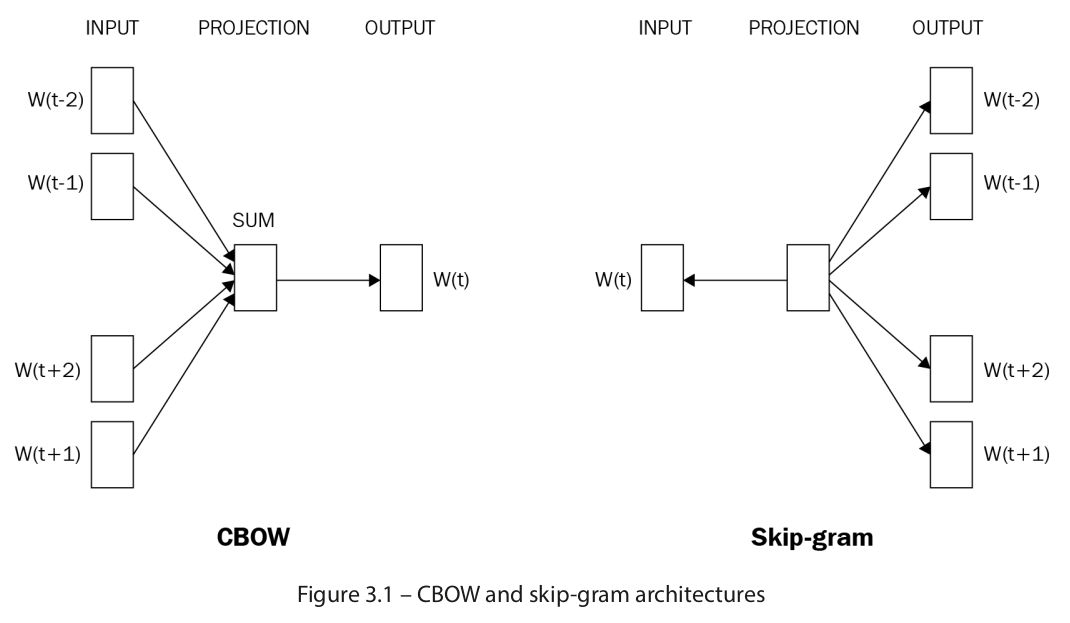 INPUT PROJECTION OUTPUT
W(t-2)
W(t-1)
SUM
W(t)
W(t+2)
W(t+1)
CBOW
INPUT PROJECTION OUTPUT
W(t-2)
W(t-1)
W(t)
W(t+2)
W(t+1)
Skip-gram
Figure 3.1 – CBOW and skip-gram architectures